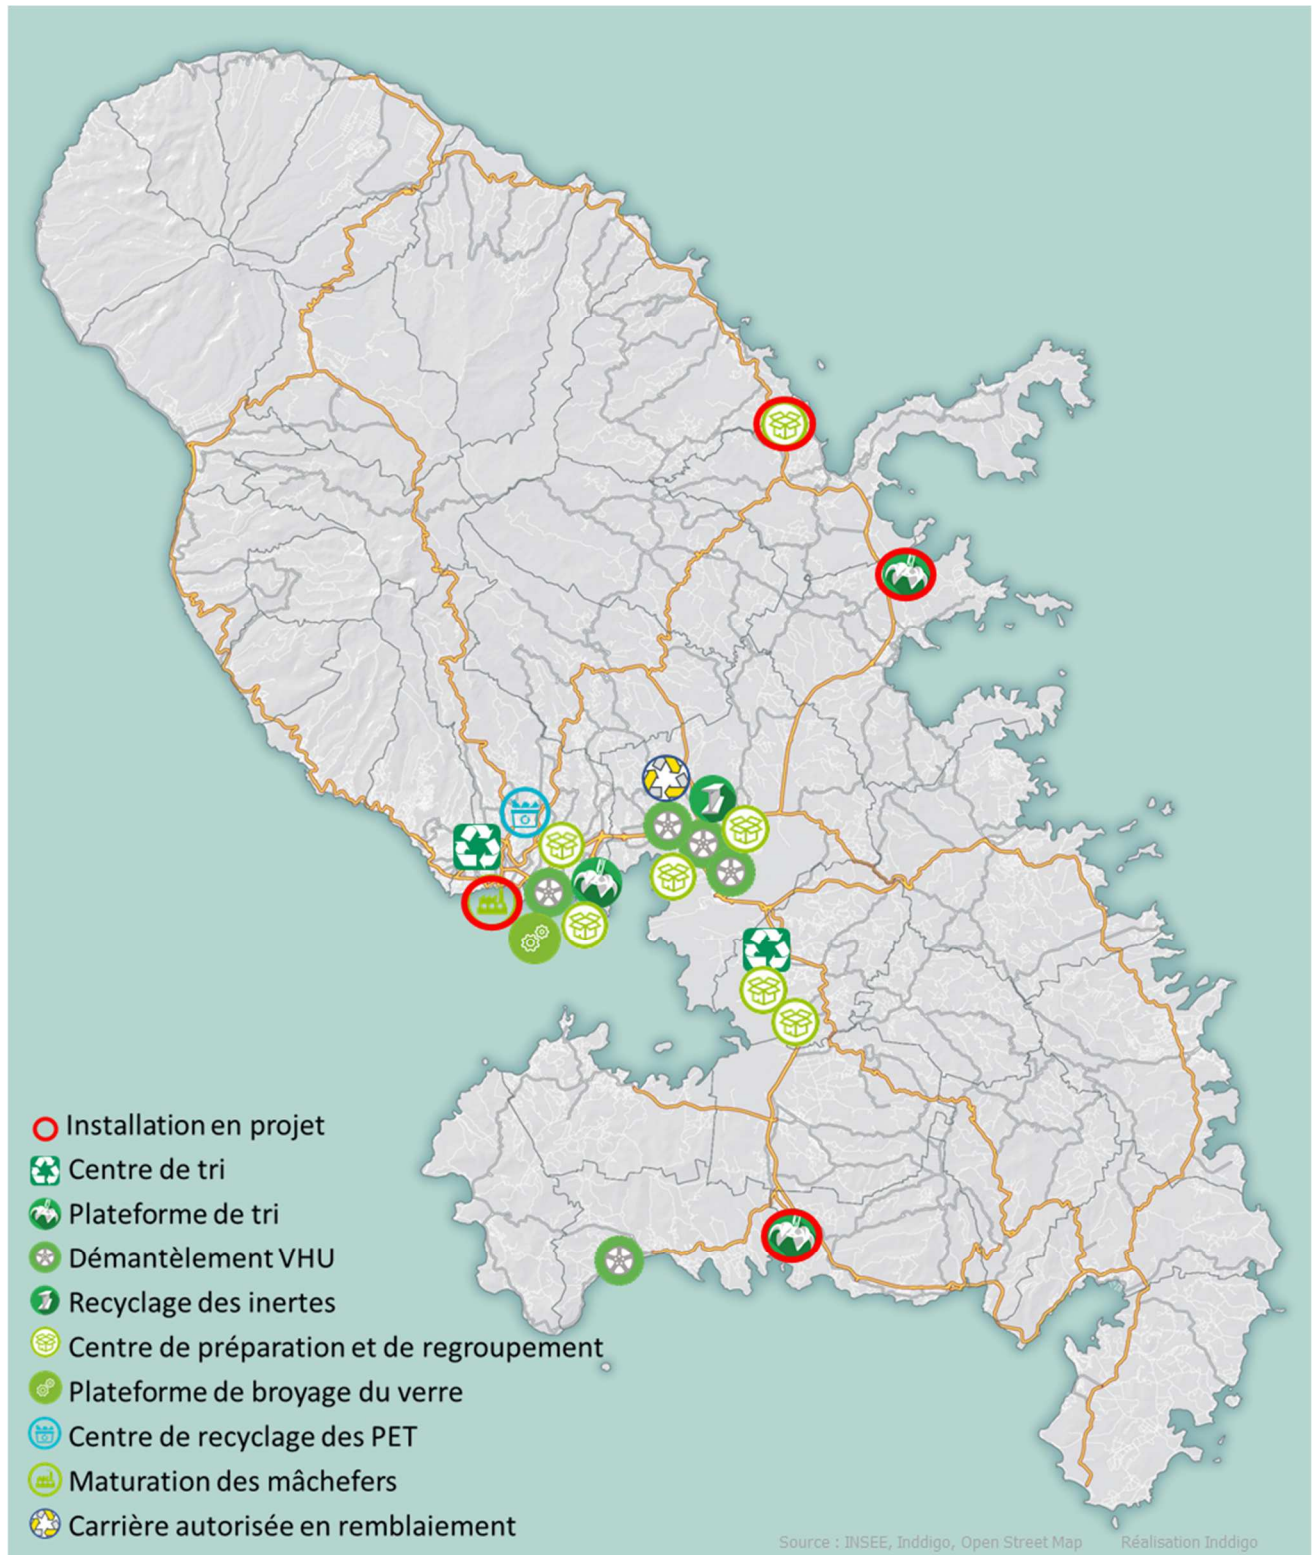 Installation en projet
Centre de tri
Plateforme de tri
Démantèlement VHU
Recyclage des inertes
Centre de préparation et de regroupement
Plateforme de broyage du verre
Centre de recyclage des PET
Maturation des mâchefers
Carrière autorisée en remblaiement
Source : INSEE, Inddigo, Open Street Map Réalisation Inddigo